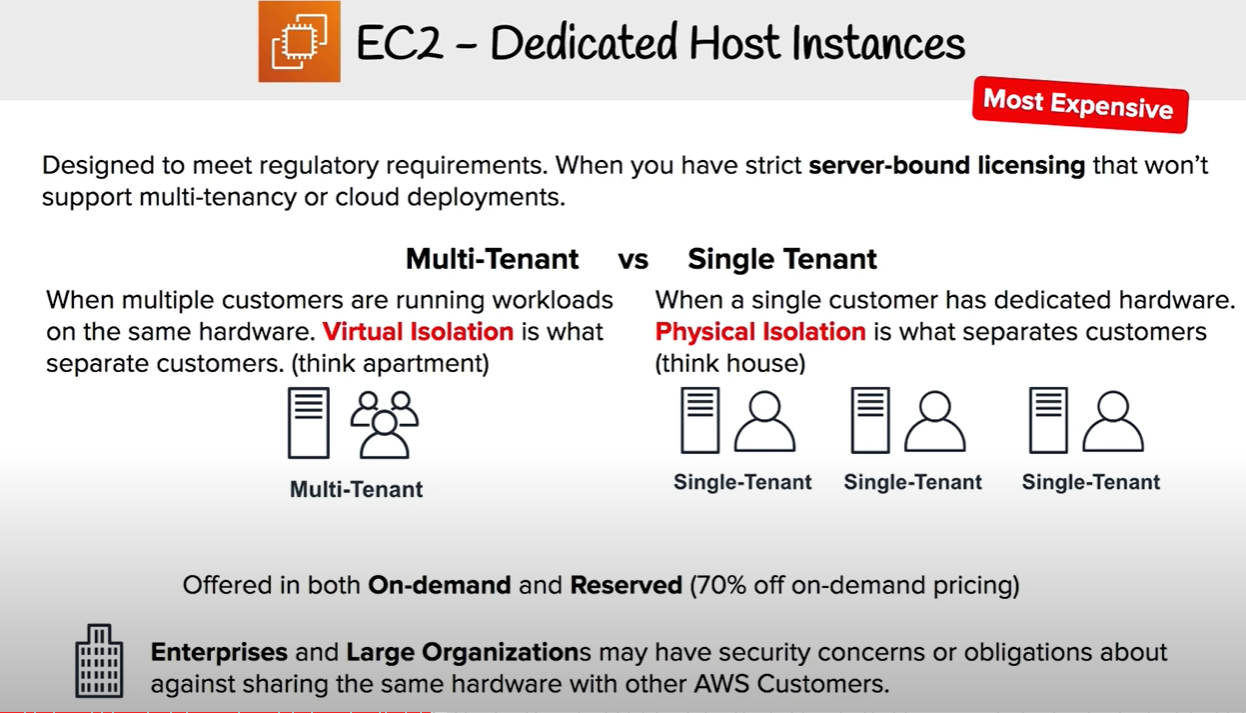 EC2 - Dedicated Host Instances
Most Expensive
Designed to meet regulatory requirements. When you have strict server-bound licensing that won't
support multi-tenancy or cloud deployments.
Multi-Tenant vs Single Tenant
When multiple customers are running workloads
on the same hardware. Virtual Isolation is what
separate customers. (think apartment)
When a single customer has dedicated hardware.
Physical Isolation is what separates customers
(think house)
Multi-Tenant
Single-Tenant
Single-Tenant
Single-Tenant
Offered in both On-demand and Reserved (70% off on-demand pricing)
Enterprises and Large Organizations may have security concerns or obligations about
against sharing the same hardware with other AWS Customers.